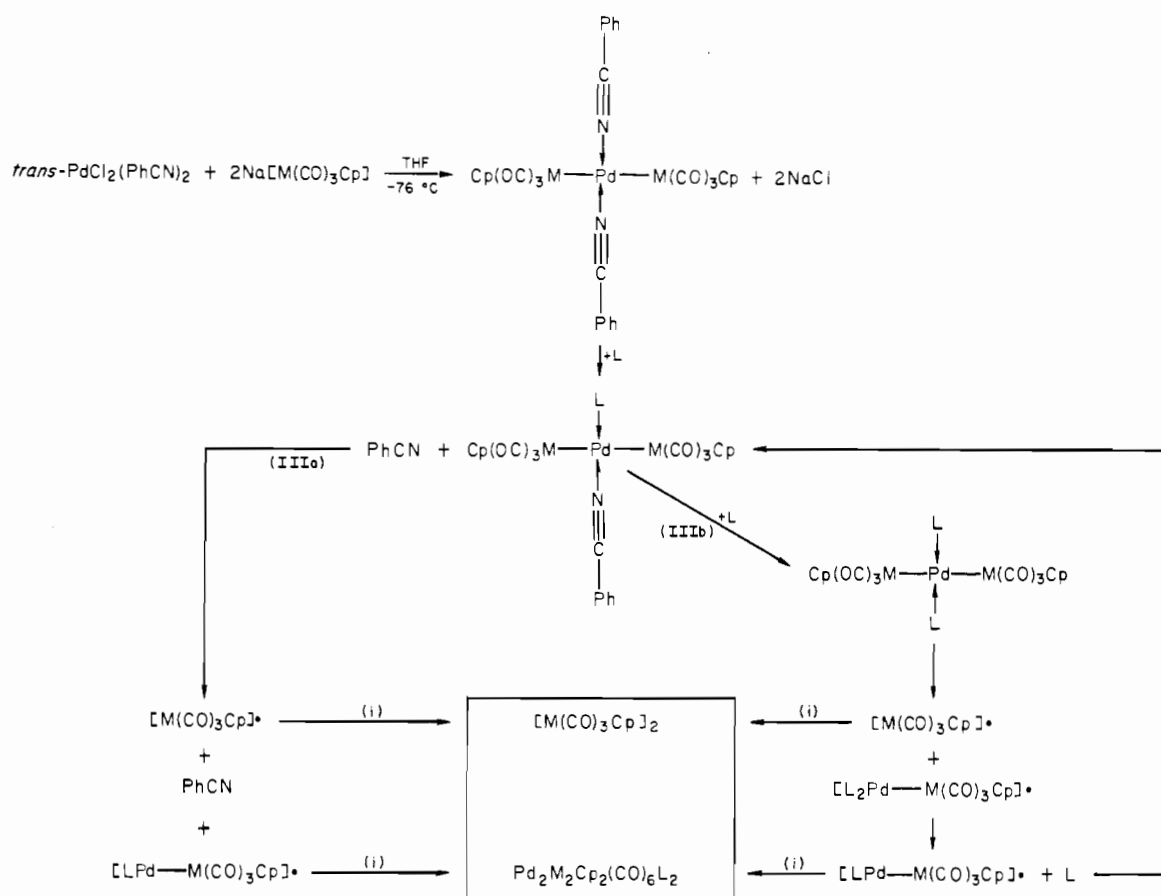 Ph
C
N
trans-PdCl₂(PhCN)₂ + 2Na[M(CO)₃Cp] THF -76 °C Cp(OC)₃M—Pd—M(CO)₃Cp + 2NaCl
N
C
Ph
+L
L
(IIIa) PhCN + Cp(OC)₃M—Pd—M(CO)₃Cp
N
(IIIb) +L
C
Ph
L
Cp(OC)₃M—Pd—M(CO)₃Cp
L
[M(CO)₃Cp]• (i) [M(CO)₃Cp]₂ (i) [M(CO)₃Cp]•
+ +
PhCN [L₂Pd—M(CO)₃Cp]•
+
[LPd—M(CO)₃Cp]• (i) Pd₂M₂Cp₂(CO)₆L₂ (i) [LPd—M(CO)₃Cp]• + L